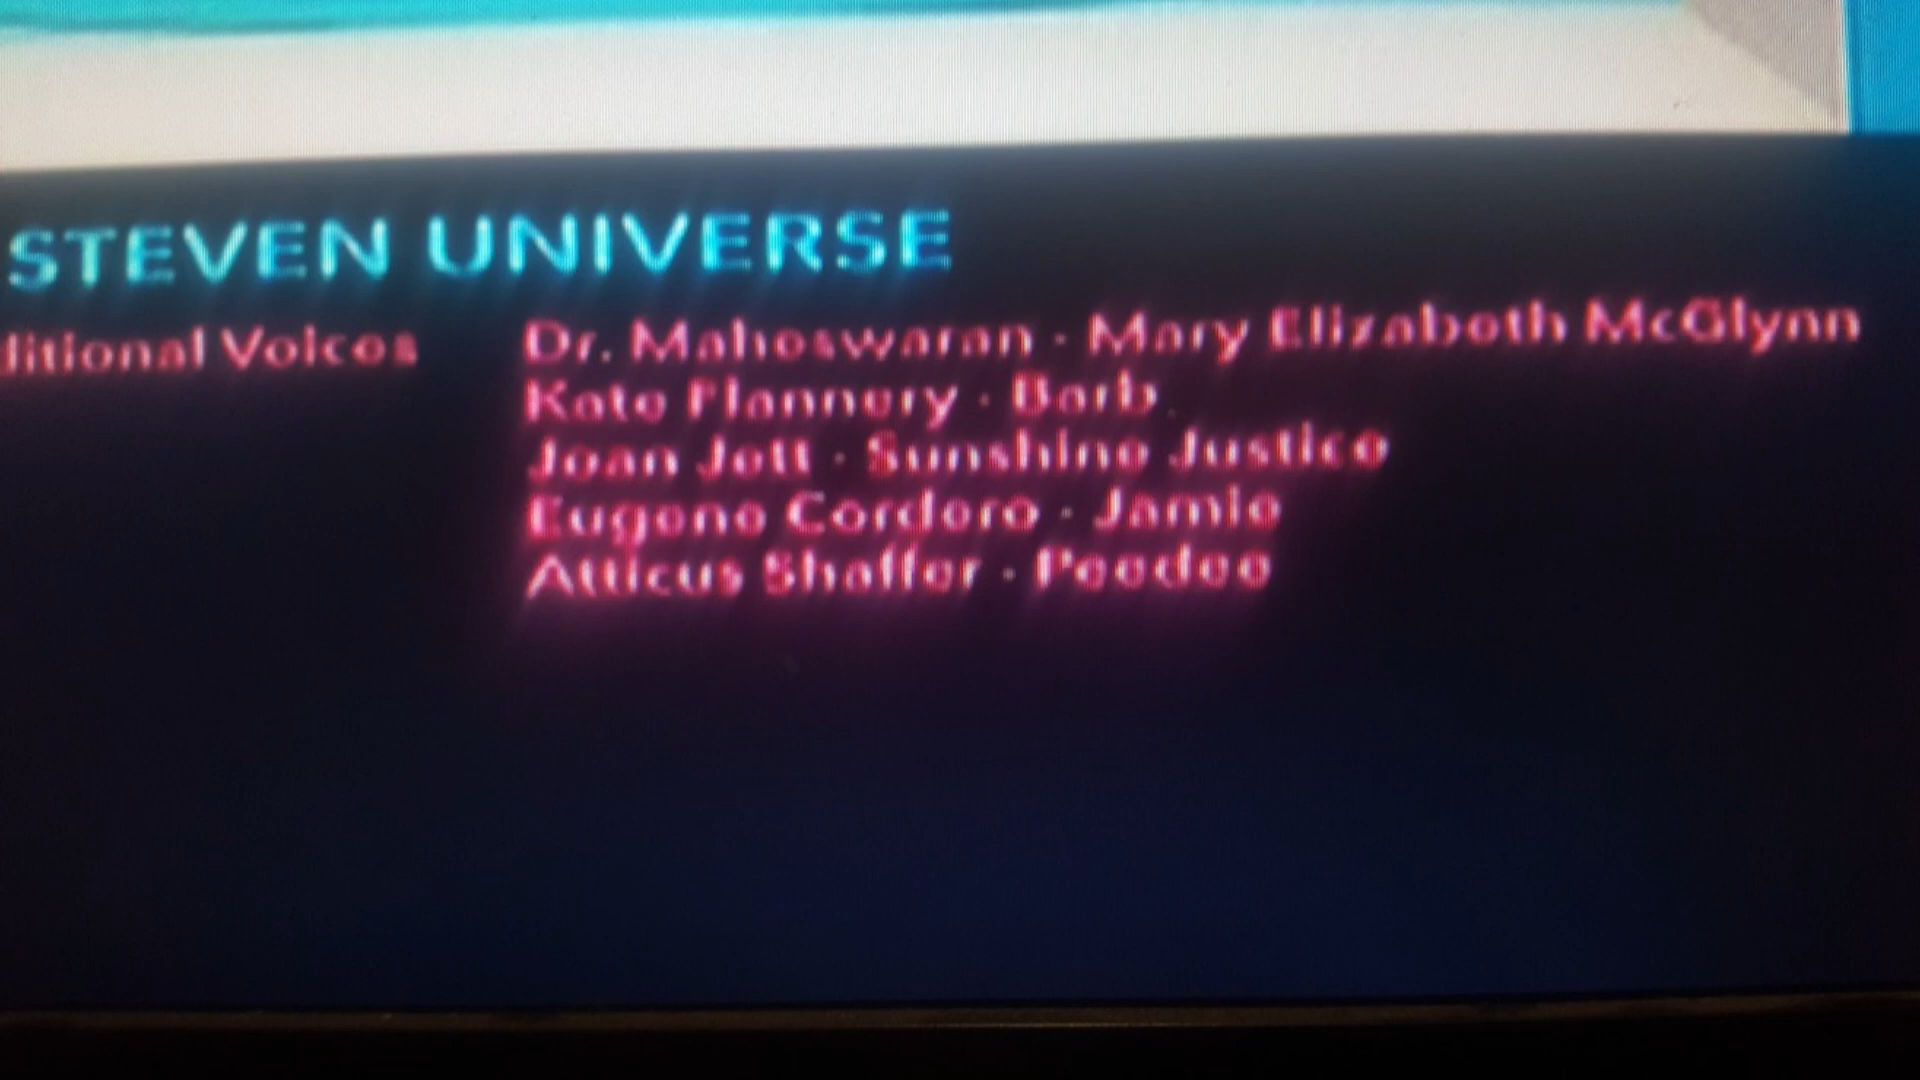 STEVEN UNIVERSE
ditional Voices
Dr. Maheswaran · Mary Elizabeth McGlynn
Kate Flannery · Barb
Joan Jett · Sunshine Justice
Eugene Cordero · Jamie
Atticus Shaffer · Peedee